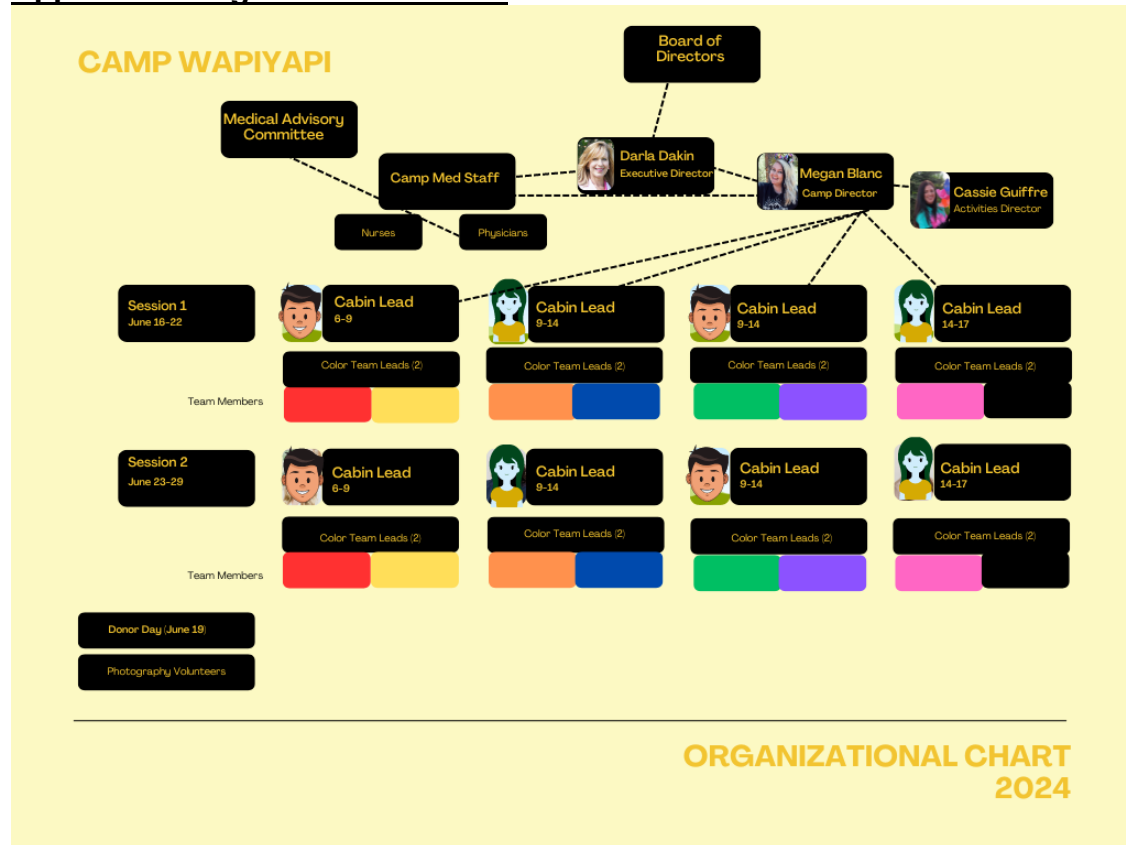 CAMP WAPIYAPI
Board of
Directors
Medical Advisory
Committee
Camp Med Staff
Darla Dakin
Executive Director
Megan Blanc
Camp Director
Cassie Guiffre
Activities Director
Nurses
Physicians
Session 1
June 16-22
Cabin Lead
6-9
Cabin Lead
9-14
Cabin Lead
9-14
Cabin Lead
14-17
Color Team Leads (2)
Color Team Leads (2)
Color Team Leads (2)
Color Team Leads (2)
Team Members
Session 2
June 23-29
Cabin Lead
6-9
Cabin Lead
9-14
Cabin Lead
9-14
Cabin Lead
14-17
Color Team Leads (2)
Color Team Leads (2)
Color Team Leads (2)
Color Team Leads (2)
Team Members
Donor Day (June 19)
Photography Volunteers
ORGANIZATIONAL CHART
2024